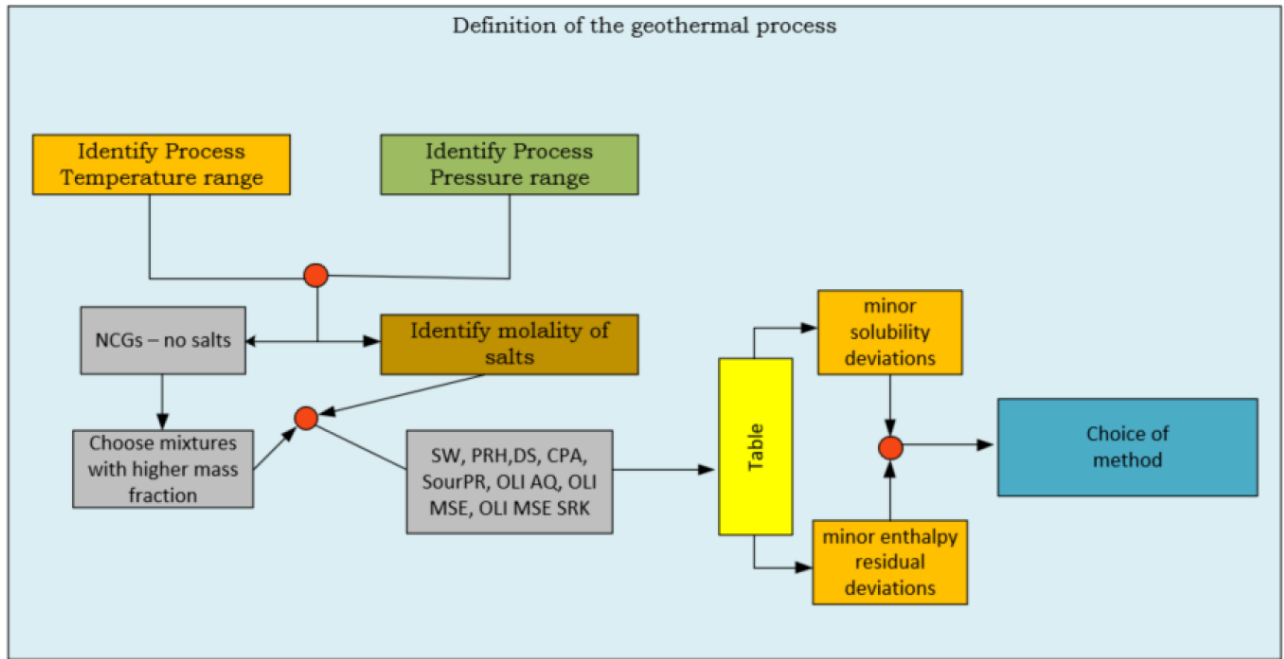 Definition of the geothermal process
Identify Process
Temperature range
Identify Process
Pressure range
NCGs – no salts
Identify molality of
salts
Choose mixtures
with higher mass
fraction
SW, PRH,DS, CPA,
SourPR, OLI AQ, OLI
MSE, OLI MSE SRK
Table
minor
solubility
deviations
minor enthalpy
residual
deviations
Choice of
method